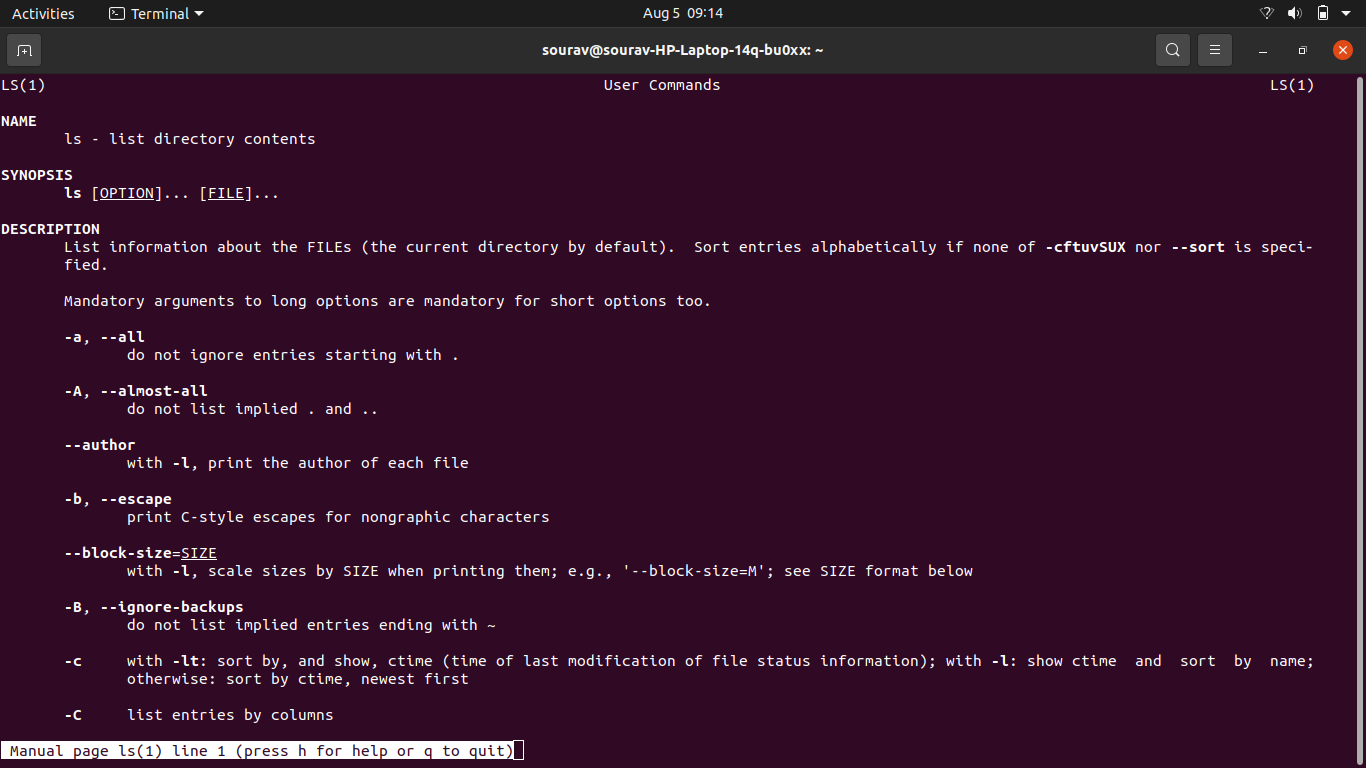 Activities Terminal Aug 5 09:14
sourav@sourav-HP-Laptop-14q-bu0xx: ~
LS(1) User Commands LS(1)
NAME
ls - list directory contents
SYNOPSIS
ls [OPTION]... [FILE]...
DESCRIPTION
List information about the FILEs (the current directory by default). Sort entries alphabetically if none of -cftuvSUX nor --sort is speci-
fied.
Mandatory arguments to long options are mandatory for short options too.
-a, --all
do not ignore entries starting with .
-A, --almost-all
do not list implied . and ..
--author
with -l, print the author of each file
-b, --escape
print C-style escapes for nongraphic characters
--block-size=SIZE
with -l, scale sizes by SIZE when printing them; e.g., '--block-size=M'; see SIZE format below
-B, --ignore-backups
do not list implied entries ending with ~
-c with -lt: sort by, and show, ctime (time of last modification of file status information); with -l: show ctime and sort by name;
otherwise: sort by ctime, newest first
-C list entries by columns
Manual page ls(1) line 1 (press h for help or q to quit)